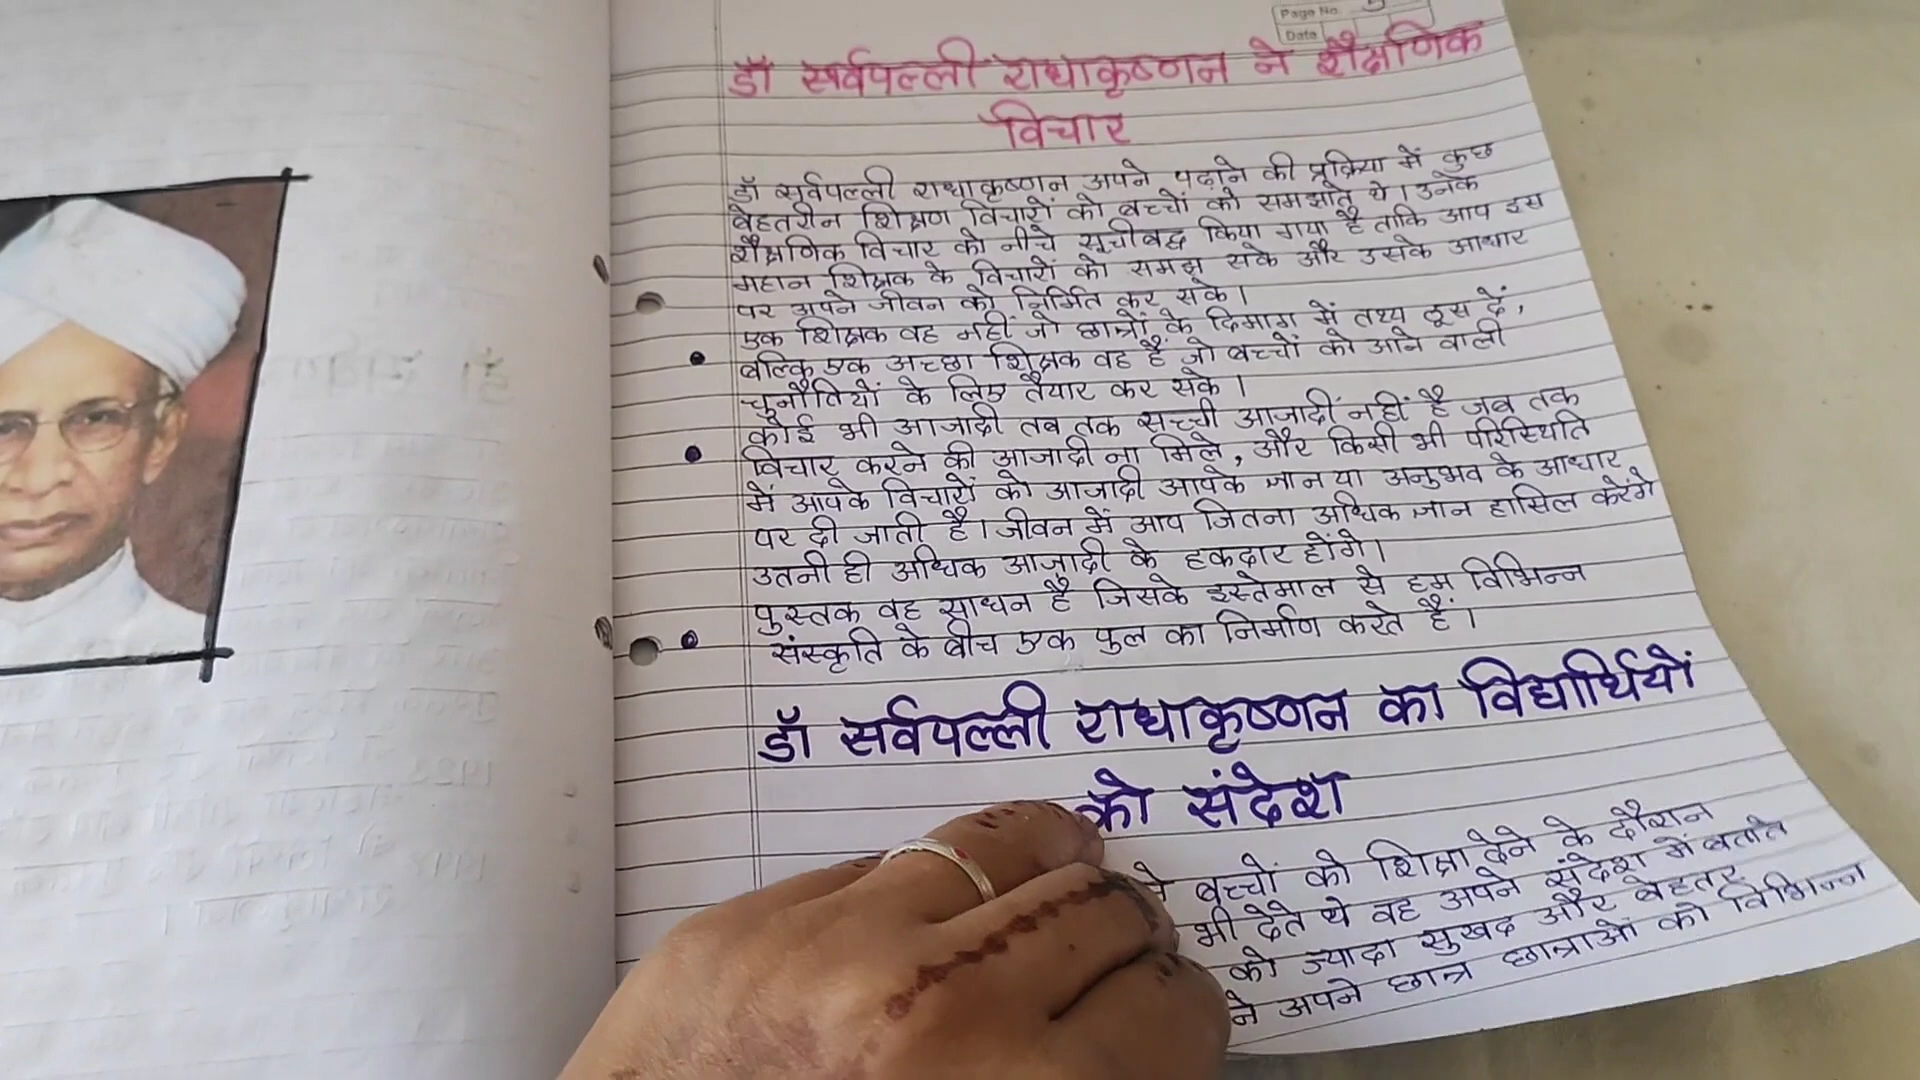 Page No.
Date
डॉ सर्वपल्ली राधाकृष्णन ने शैक्षणिक
विचार
डॉ सर्वपल्ली राधाकृष्णन अपने पढ़ाने की प्रक्रिया में कुछ
बेहतरीन शिक्षण विचारों को बच्चों को समझाते थे। उनके
शैक्षणिक विचार को नीचे सूचीबद्ध किया गया है ताकि आप इस
महान शिक्षक के विचारों को समझ सके और उसके आधार
पर अपने जीवन को निर्मित कर सके।
एक शिक्षक वह नहीं जो छात्रों के दिमाग में तथ्य ठूस दें,
बल्कि एक अच्छा शिक्षक वह हैं जो बच्चों को आने वाली
चुनौतियों के लिए तैयार कर सके।
कोई भी आजादी तब तक सच्ची आजादी नहीं है जब तक
विचार करने की आजादी ना मिले, और किसी भी परिस्थिति
में आपके विचारों को आजादी आपके ज्ञान या अनुभव के आधार
पर दी जाती है। जीवन में आप जितना अधिक ज्ञान हासिल करेंगे
उतनी ही अधिक आजादी के हकदार होंगे।
पुस्तक वह साधन है जिसके इस्तेमाल से हम विभिन्न
संस्कृति के बीच एक पुल का निर्माण करते हैं।
डॉ सर्वपल्ली राधाकृष्णन का विद्यार्थियों
को संदेश
ने बच्चों को शिक्षा देने के दौरान
भी देते थे वह अपने संदेश में बताते
को ज्यादा सुखद और बेहतर
ने अपने छात्र छात्राओं को विभिन्न